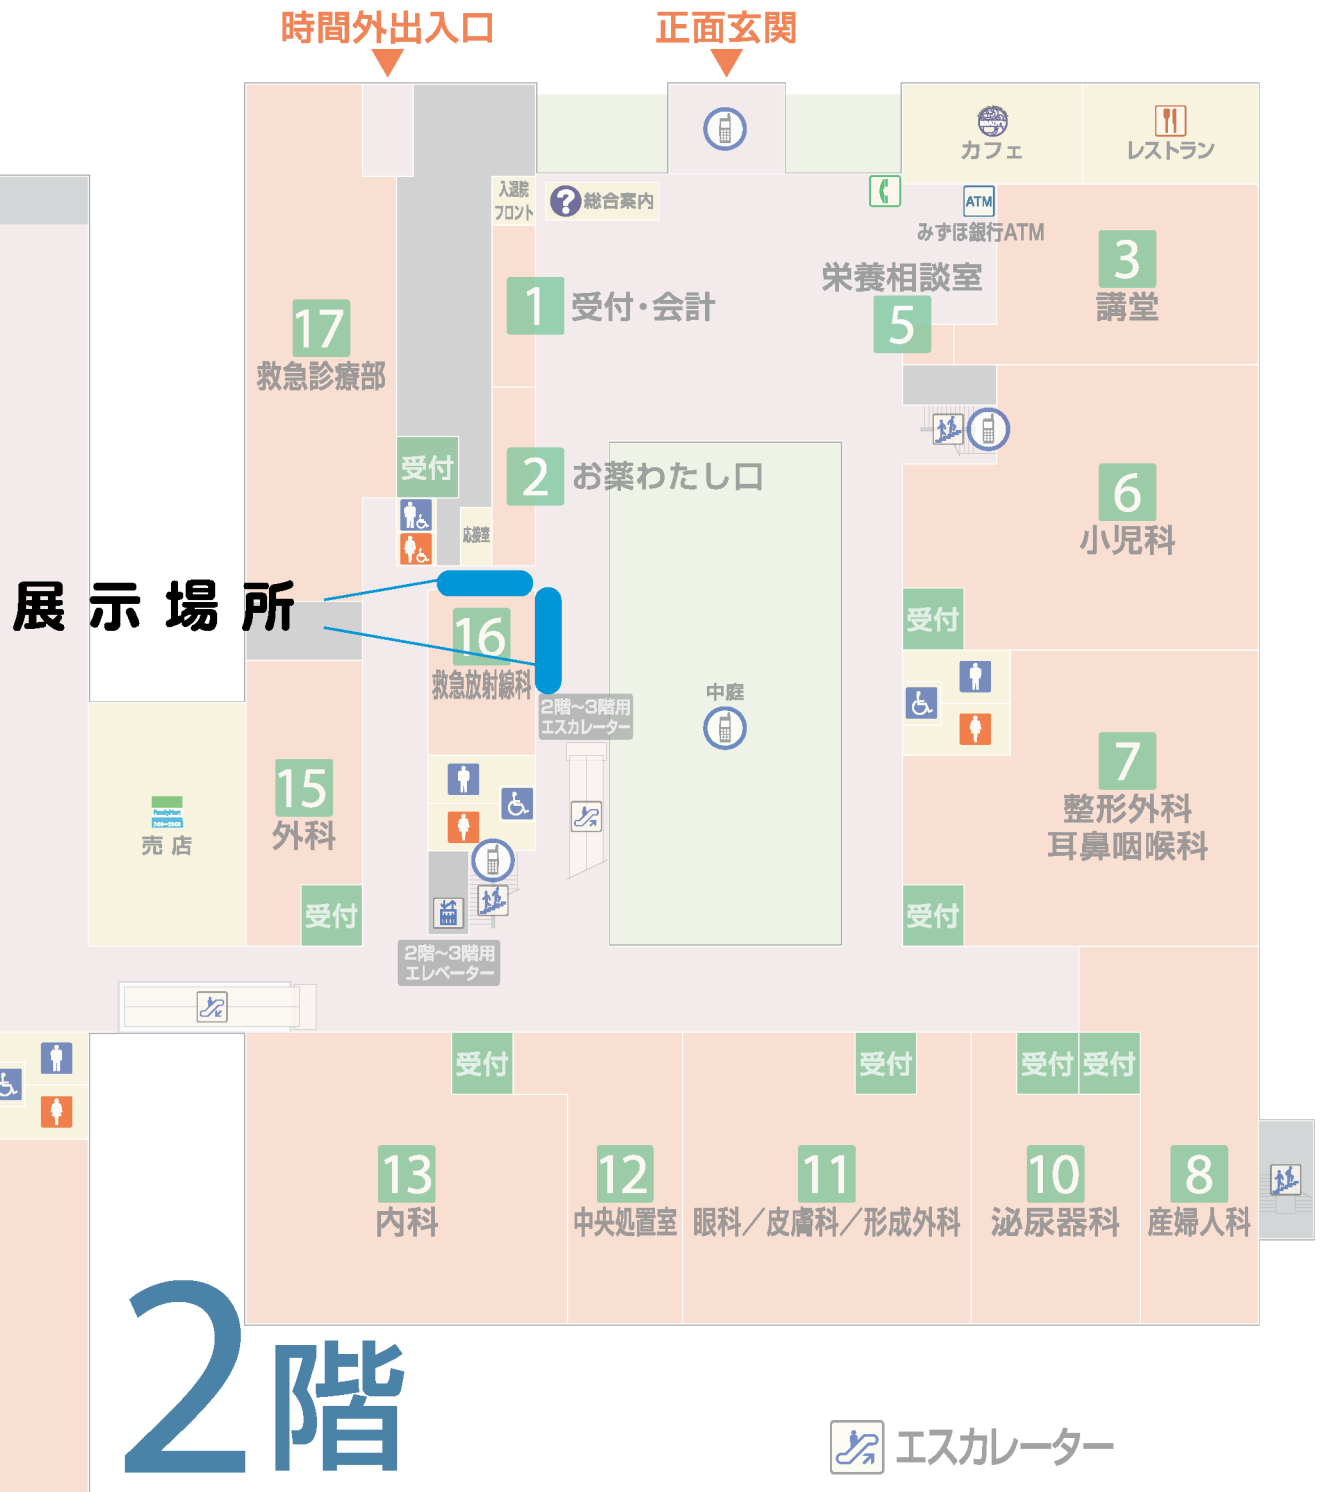 時間外出入口
正面玄関
カフェ
レストラン
入退院
フロント
? 総合案内
ATM
みずほ銀行ATM
3
講堂
栄養相談室
5
1 受付・会計
17
救急診療部
受付
2 お薬わたし口
応接室
6
小児科
展示場所
受付
16
救急放射線科
2階〜3階用
エスカレーター
中庭
7
整形外科
耳鼻咽喉科
15
外科
FamilyMart
売店
受付
受付
2階〜3階用
エレベーター
受付
受付
受付
受付
13
内科
12
中央処置室
11
眼科／皮膚科／形成外科
10
泌尿器科
8
産婦人科
2階
エスカレーター